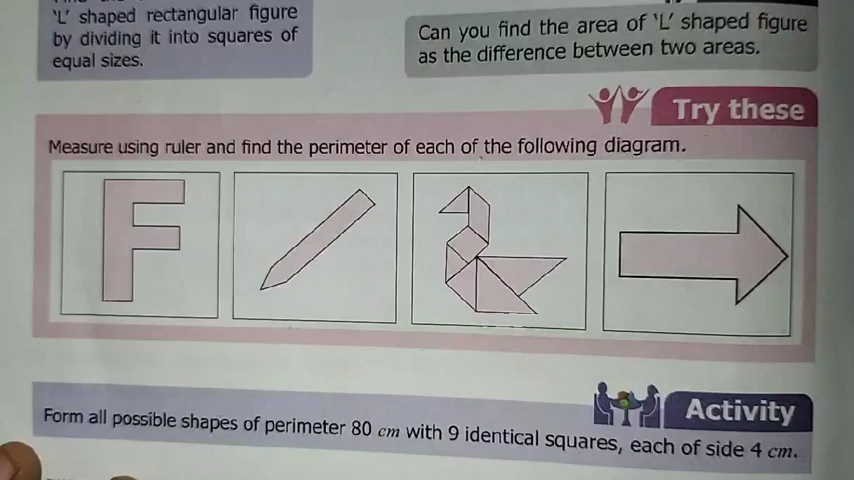 'L' shaped rectangular figure
by dividing it into squares of
equal sizes.
Can you find the area of 'L' shaped figure
as the difference between two areas.
Try these
Measure using ruler and find the perimeter of each of the following diagram.
Activity
Form all possible shapes of perimeter 80 cm with 9 identical squares, each of side 4 cm.